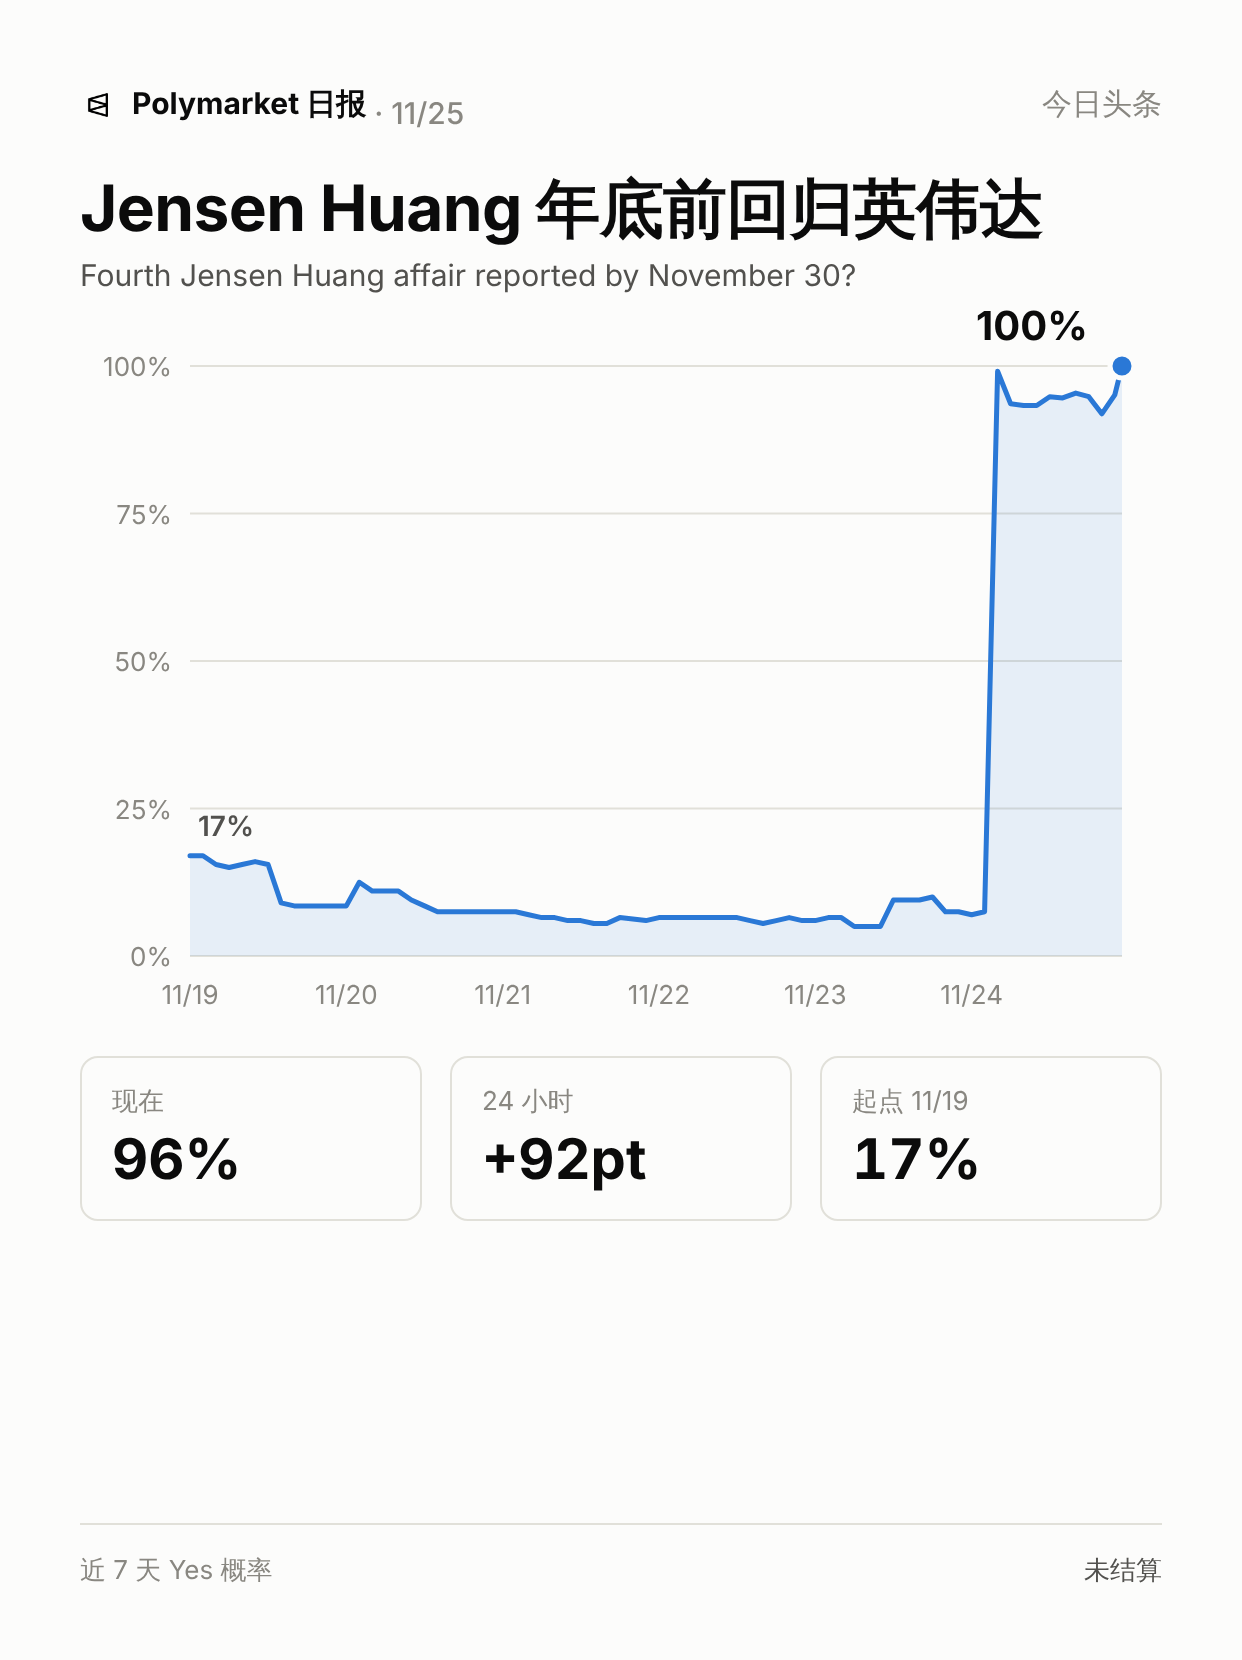 Polymarket 日报 · 11/25
今日头条
Jensen Huang 年底前回归英伟达
Fourth Jensen Huang affair reported by November 30?
100%
100%
75%
50%
25%
17%
0%
11/19 11/20 11/21 11/22 11/23 11/24
现在
96%
24 小时
+92pt
起点 11/19
17%
近 7 天 Yes 概率
未结算